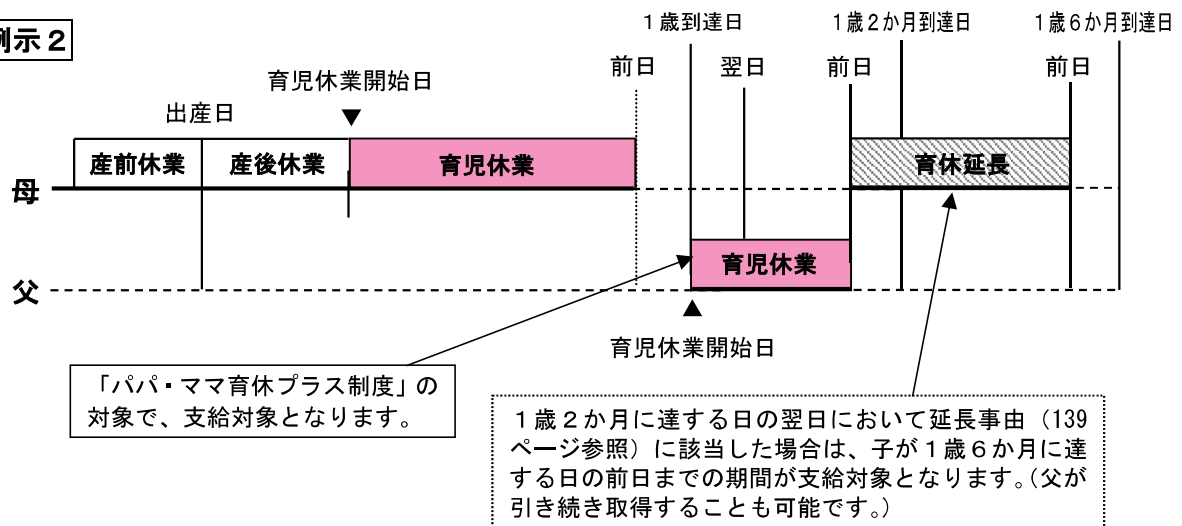 例示２
１歳到達日
１歳２か月到達日
１歳６か月到達日
前日
翌日
前日
前日
育児休業開始日
▼
出産日
母
産前休業
産後休業
育児休業
育休延長
父
育児休業
▲
育児休業開始日
「パパ・ママ育休プラス制度」の
対象で、支給対象となります。
１歳２か月に達する日の翌日において延長事由（139
ページ参照）に該当した場合は、子が１歳６か月に達
する日の前日までの期間が支給対象となります。（父が
引き続き取得することも可能です。）